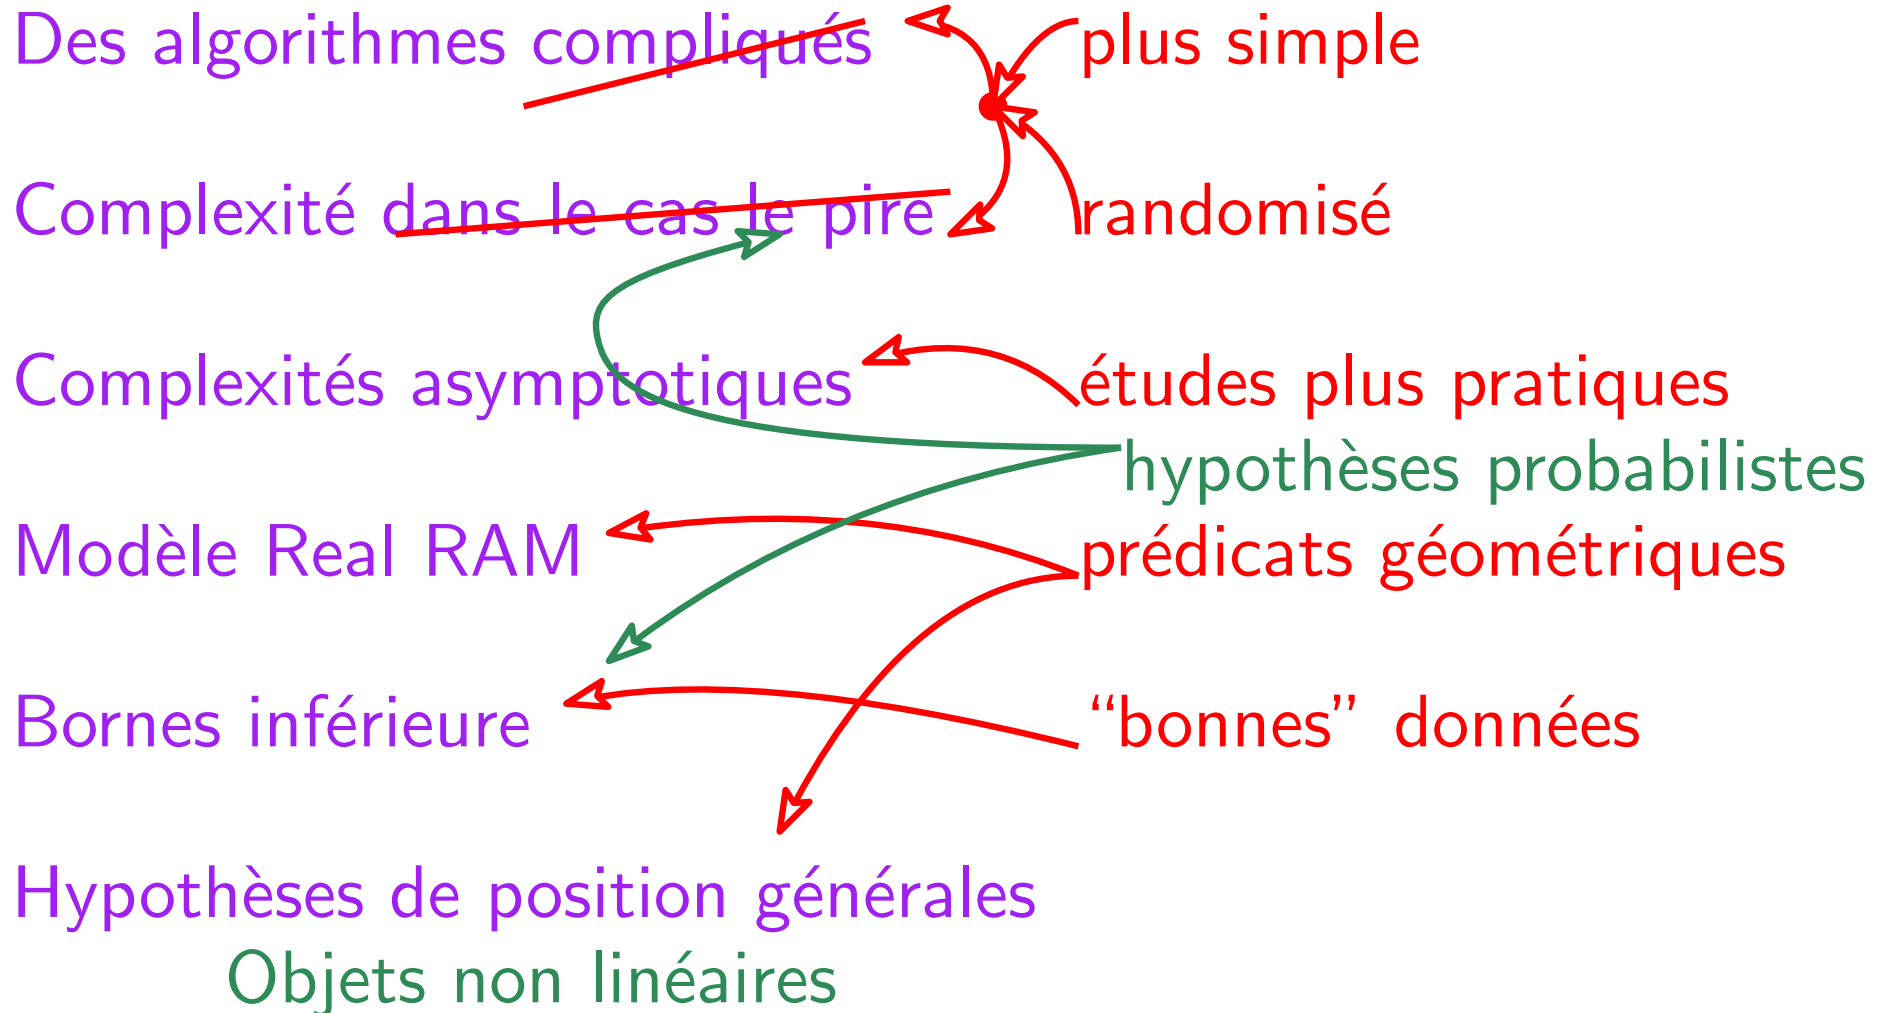 Des algorithmes compliqués plus simple
Complexité dans le cas le pire randomisé
Complexités asymptotiques études plus pratiques
hypothèses probabilistes
Modèle Real RAM prédicats géométriques
Bornes inférieure “bonnes” données
Hypothèses de position générales
Objets non linéaires